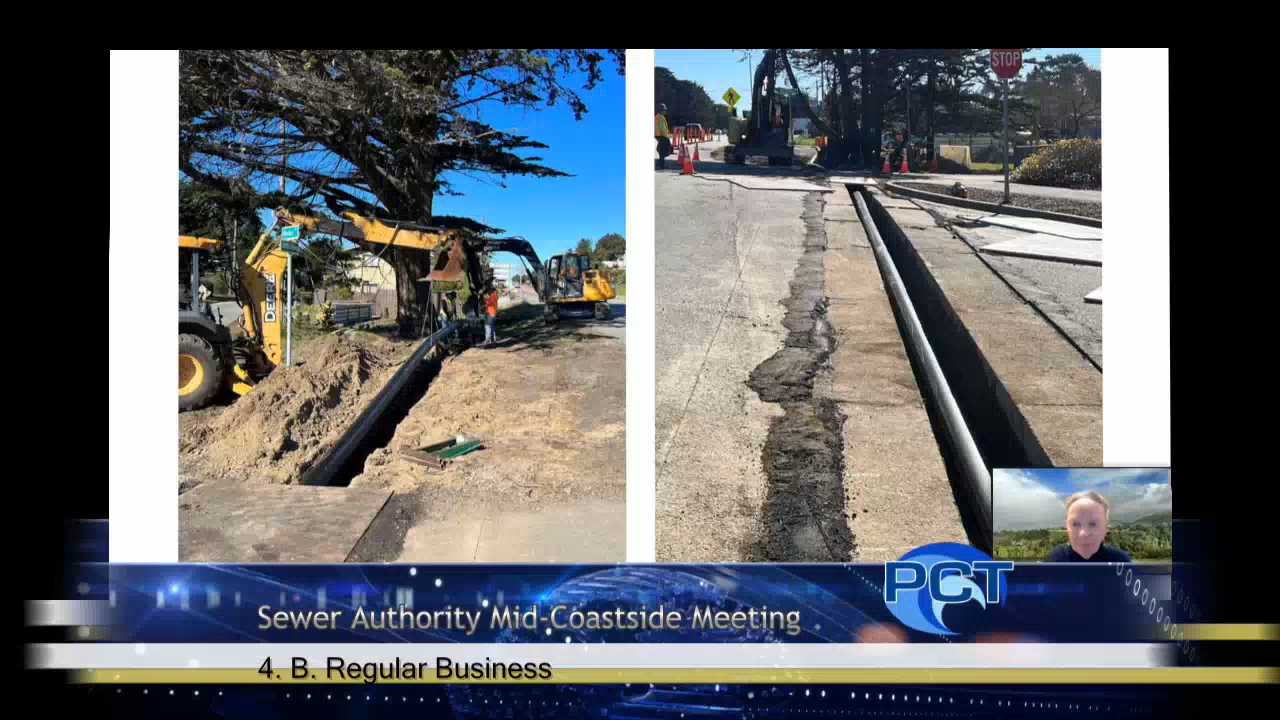 STOP
DEERE
PCT
Sewer Authority Mid-Coastside Meeting
4. B. Regular Business